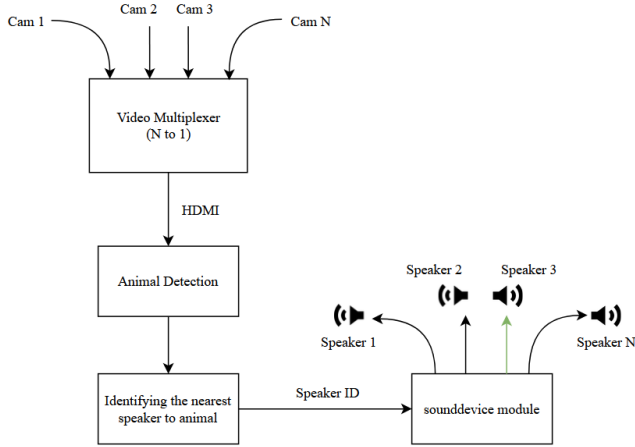 Cam 1
Cam 2
Cam 3
Cam N
Video Multiplexer
(N to 1)
HDMI
Animal Detection
Speaker 2
Speaker 3
Speaker 1
Speaker N
Identifying the nearest
speaker to animal
Speaker ID
sounddevice module